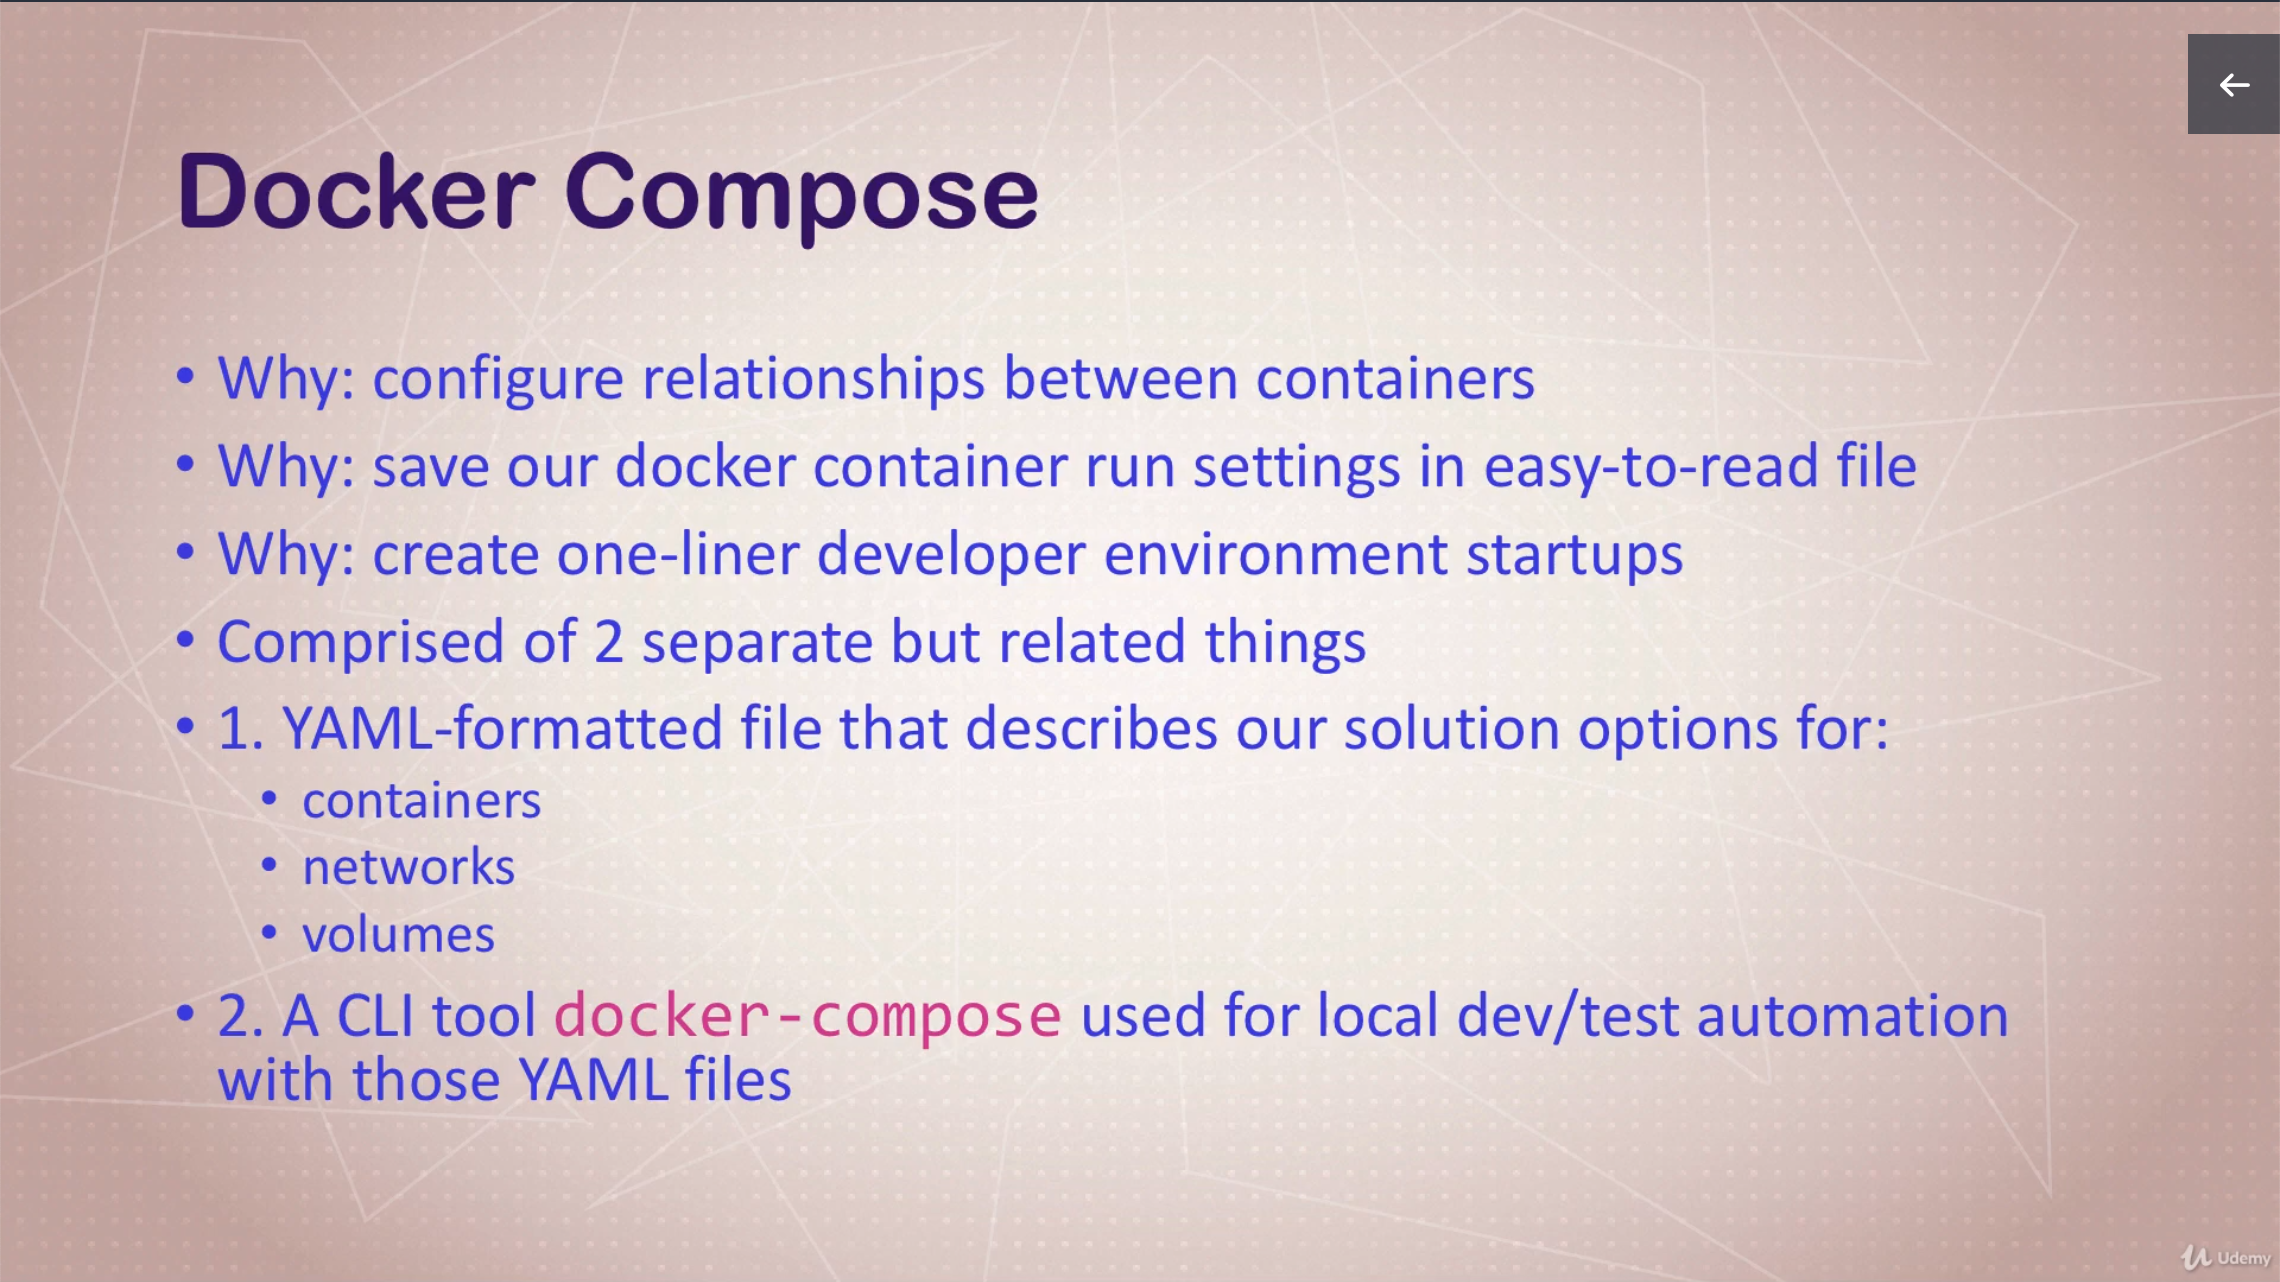 Docker Compose
• Why: configure relationships between containers
• Why: save our docker container run settings in easy-to-read file
• Why: create one-liner developer environment startups
• Comprised of 2 separate but related things
• 1. YAML-formatted file that describes our solution options for:
• containers
• networks
• volumes
• 2. A CLI tool docker-compose used for local dev/test automation
with those YAML files
Udemy